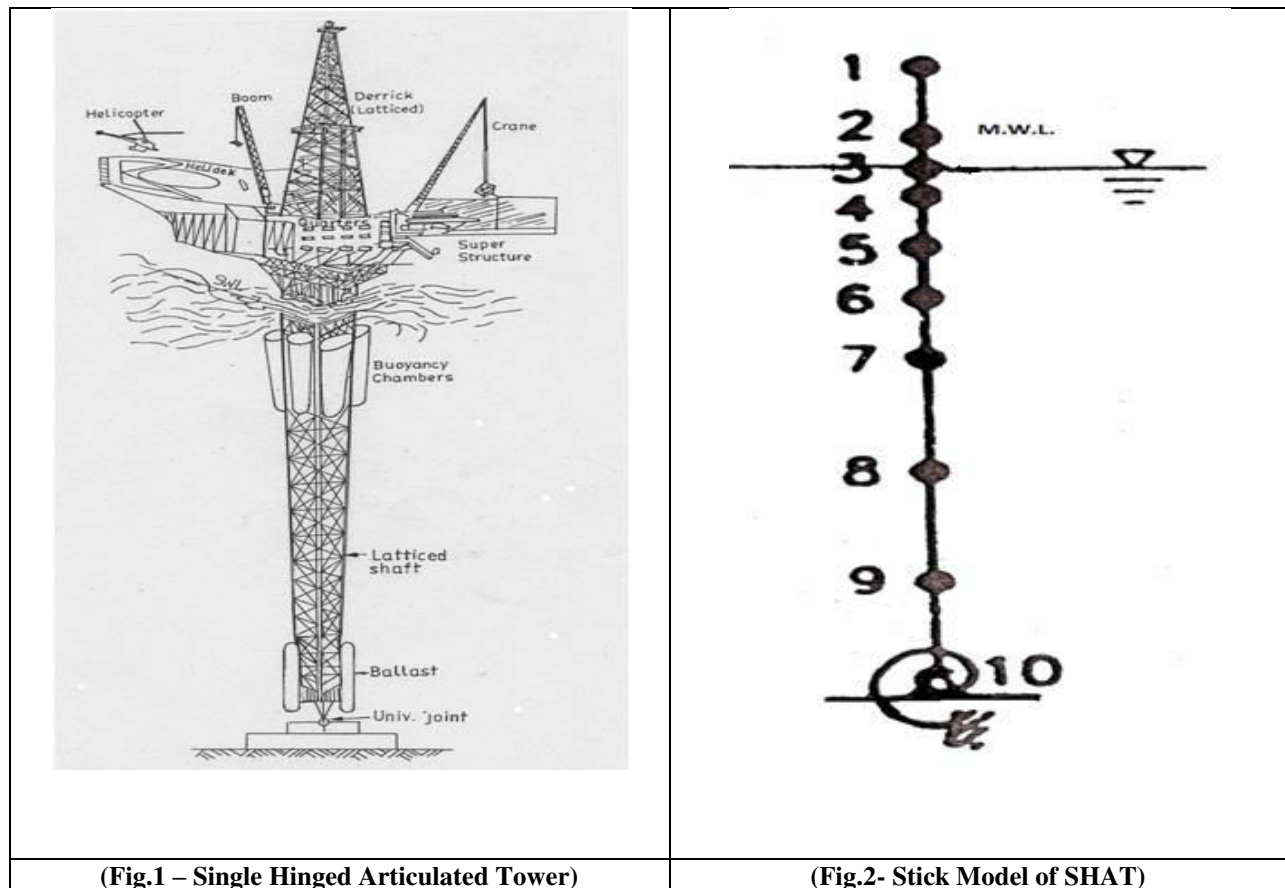 Boom
Derrick
(Latticed)
Helicopter
Crane
Helidek
Quarters
Super
Structure
SWL
Buoyancy
Chambers
Latticed
shaft
Ballast
Univ. joint
1
2
M.W.L.
3
4
5
6
7
8
9
10
(Fig.1 – Single Hinged Articulated Tower)
(Fig.2- Stick Model of SHAT)